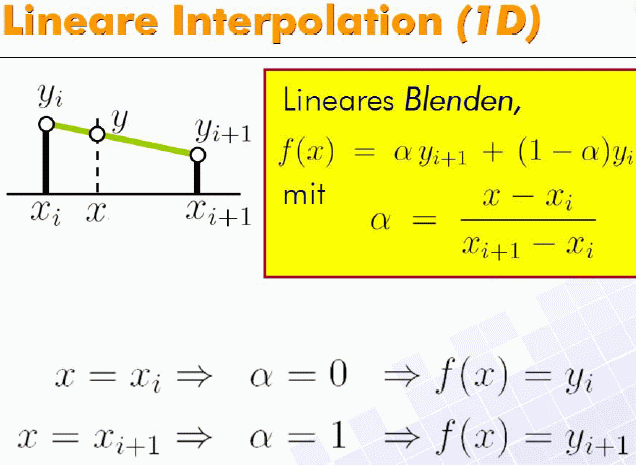 Lineare Interpolation (1D)
yᵢ y yᵢ₊₁
xᵢ x xᵢ₊₁
Lineares Blenden,
f(x) = α yᵢ₊₁ + (1 − α)yᵢ
mit α = (x − xᵢ) / (xᵢ₊₁ − xᵢ)
x = xᵢ ⇒ α = 0 ⇒ f(x) = yᵢ
x = xᵢ₊₁ ⇒ α = 1 ⇒ f(x) = yᵢ₊₁